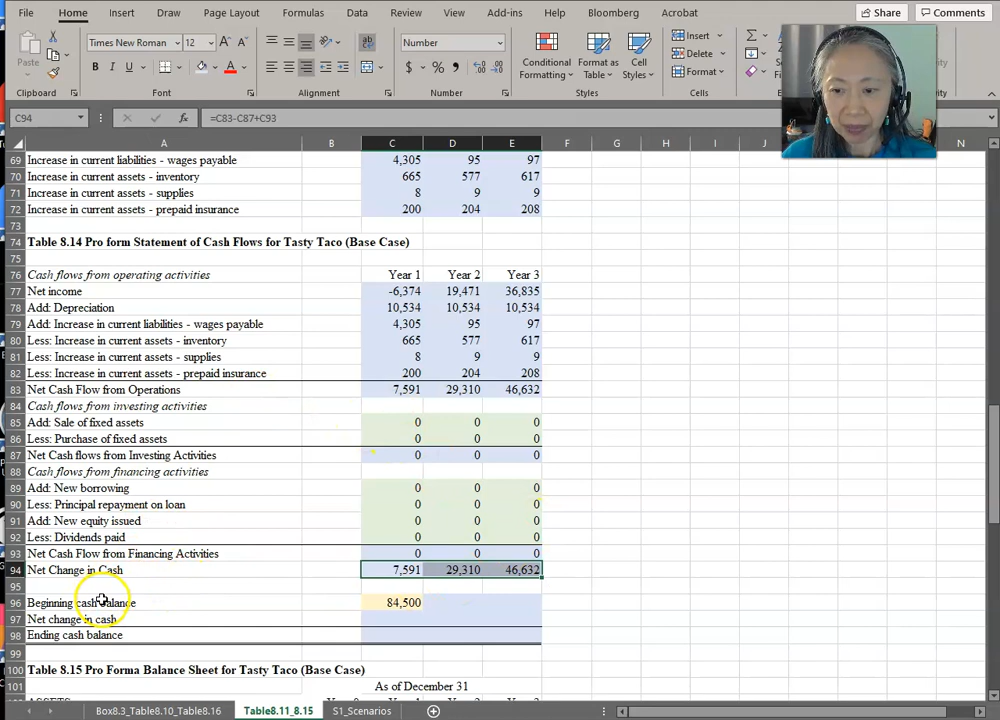 File Home Insert Draw Page Layout Formulas Data Review View Add-ins Help Bloomberg Acrobat Share Comments
Paste Times New Roman 12 A A Number Conditional Formatting Format as Table Cell Styles Insert Delete Format
B I U A $ % ,
Clipboard Font Alignment Number Styles Cells
C94 fx =C83-C87+C93
A B C D E F G H I J N
69 Increase in current liabilities - wages payable 4,305 95 97
70 Increase in current assets - inventory 665 577 617
71 Increase in current assets - supplies 8 9 9
72 Increase in current assets - prepaid insurance 200 204 208
73
74 Table 8.14 Pro form Statement of Cash Flows for Tasty Taco (Base Case)
75
76 Cash flows from operating activities Year 1 Year 2 Year 3
77 Net income -6,374 19,471 36,835
78 Add: Depreciation 10,534 10,534 10,534
79 Add: Increase in current liabilities - wages payable 4,305 95 97
80 Less: Increase in current assets - inventory 665 577 617
81 Less: Increase in current assets - supplies 8 9 9
82 Less: Increase in current assets - prepaid insurance 200 204 208
83 Net Cash Flow from Operations 7,591 29,310 46,632
84 Cash flows from investing activities
85 Add: Sale of fixed assets 0 0 0
86 Less: Purchase of fixed assets 0 0 0
87 Net Cash flows from Investing Activities 0 0 0
88 Cash flows from financing activities
89 Add: New borrowing 0 0 0
90 Less: Principal repayment on loan 0 0 0
91 Add: New equity issued 0 0 0
92 Less: Dividends paid 0 0 0
93 Net Cash Flow from Financing Activities 0 0 0
94 Net Change in Cash 7,591 29,310 46,632
95
96 Beginning cash balance 84,500
97 Net change in cash
98 Ending cash balance
99
100 Table 8.15 Pro Forma Balance Sheet for Tasty Taco (Base Case)
101 As of December 31
Box8.3_Table8.10_Table8.16 Table8.11_8.15 S1_Scenarios